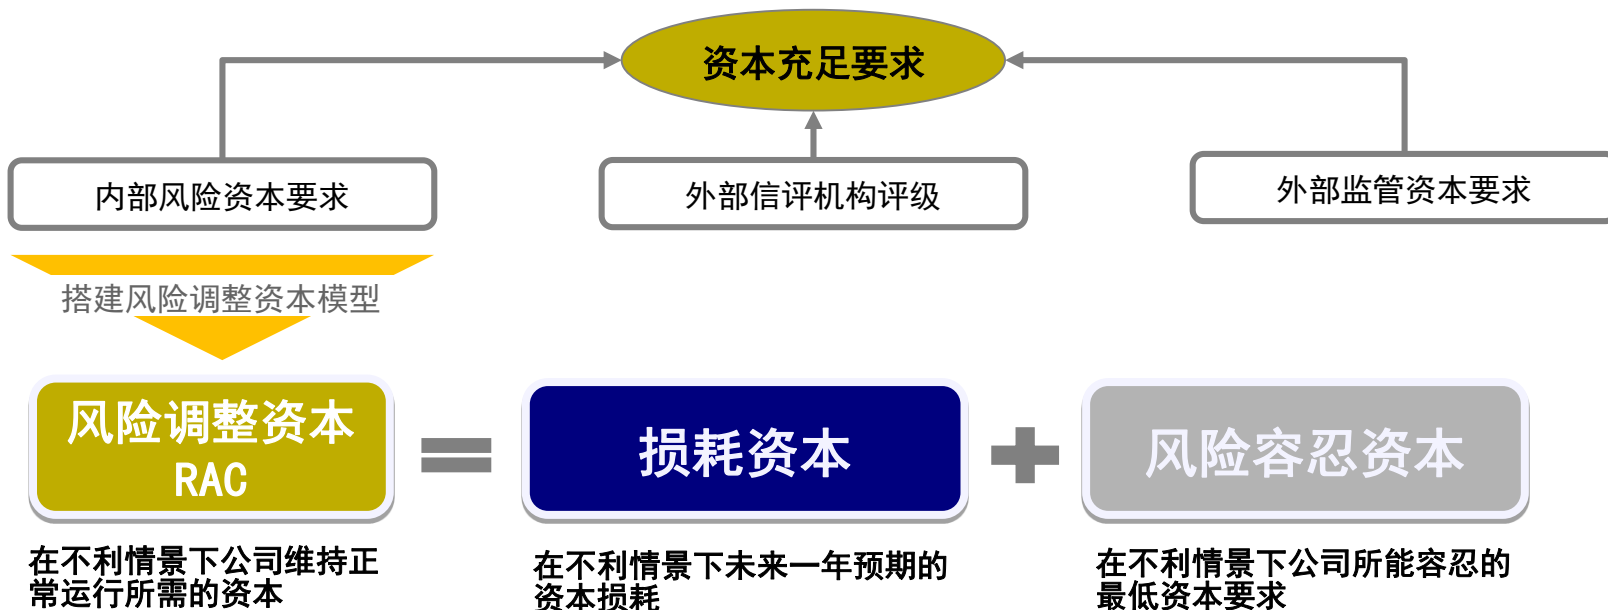 资本充足要求
内部风险资本要求
外部信评机构评级
外部监管资本要求
搭建风险调整资本模型
风险调整资本
RAC
损耗资本
风险容忍资本
在不利情景下公司维持正
常运行所需的资本
在不利情景下未来一年预期的
资本损耗
在不利情景下公司所能容忍的
最低资本要求